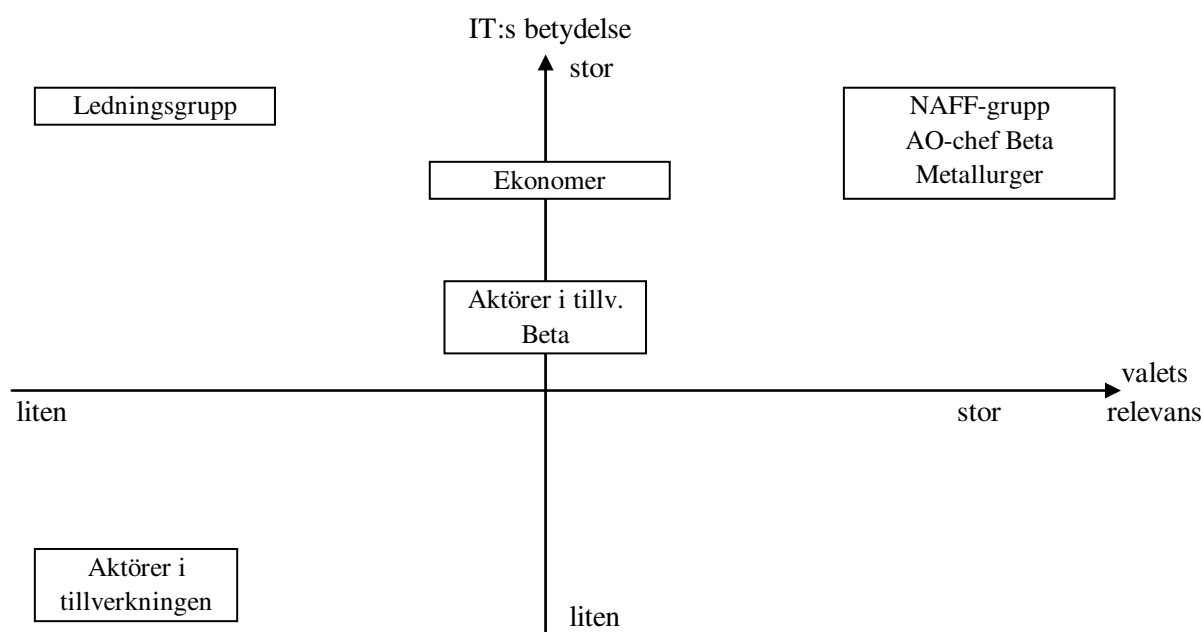 IT:s betydelse
stor
Ledningsgrupp
NAFF-grupp
AO-chef Beta
Metallurger
Ekonomer
Aktörer i tillv.
Beta
valets
liten
stor
relevans
Aktörer i
tillverkningen
liten